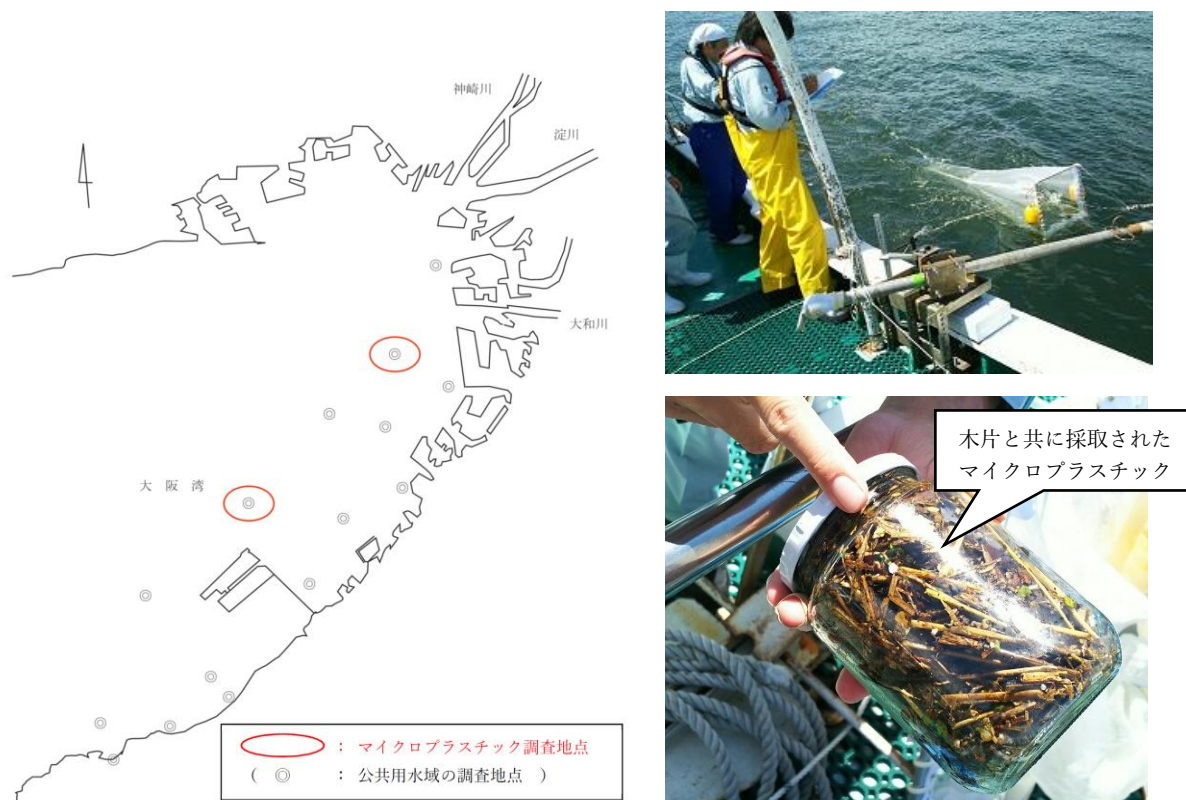 神崎川
淀川
大和川
大 阪 湾
： マイクロプラスチック調査地点
( ◎ ： 公共用水域の調査地点 )
木片と共に採取された
マイクロプラスチック